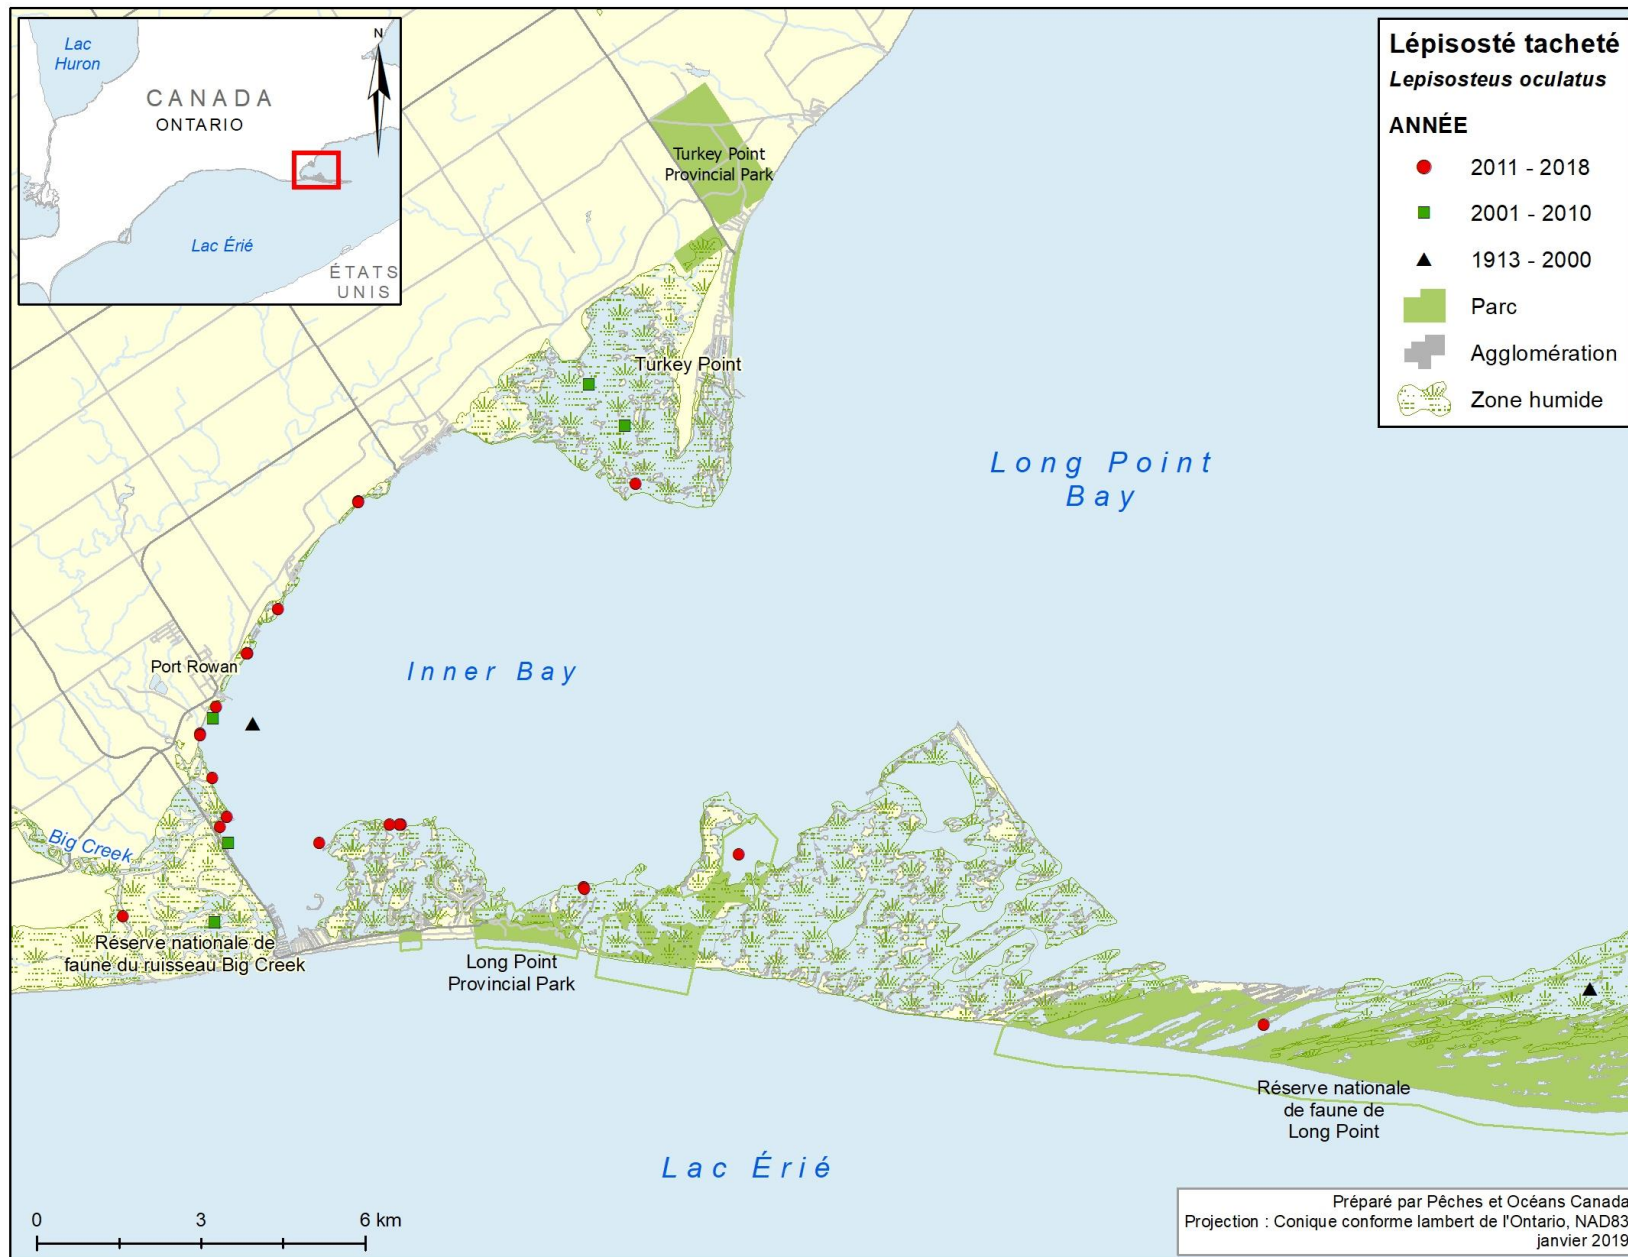 Lac
Huron
N
CANADA
ONTARIO
Lac Érié
ÉTATS
UNIS
Lépisosté tacheté
Lepisosteus oculatus
ANNÉE
2011 - 2018
2001 - 2010
1913 - 2000
Parc
Agglomération
Zone humide
Turkey Point
Provincial Park
Turkey Point
Long Point
Bay
Port Rowan
Inner Bay
Big Creek
Réserve nationale de
faune du ruisseau Big Creek
Long Point
Provincial Park
Réserve nationale
de faune de
Long Point
Lac Érié
0 3 6 km
Préparé par Pêches et Océans Canada
Projection : Conique conforme lambert de l'Ontario, NAD83
janvier 2019